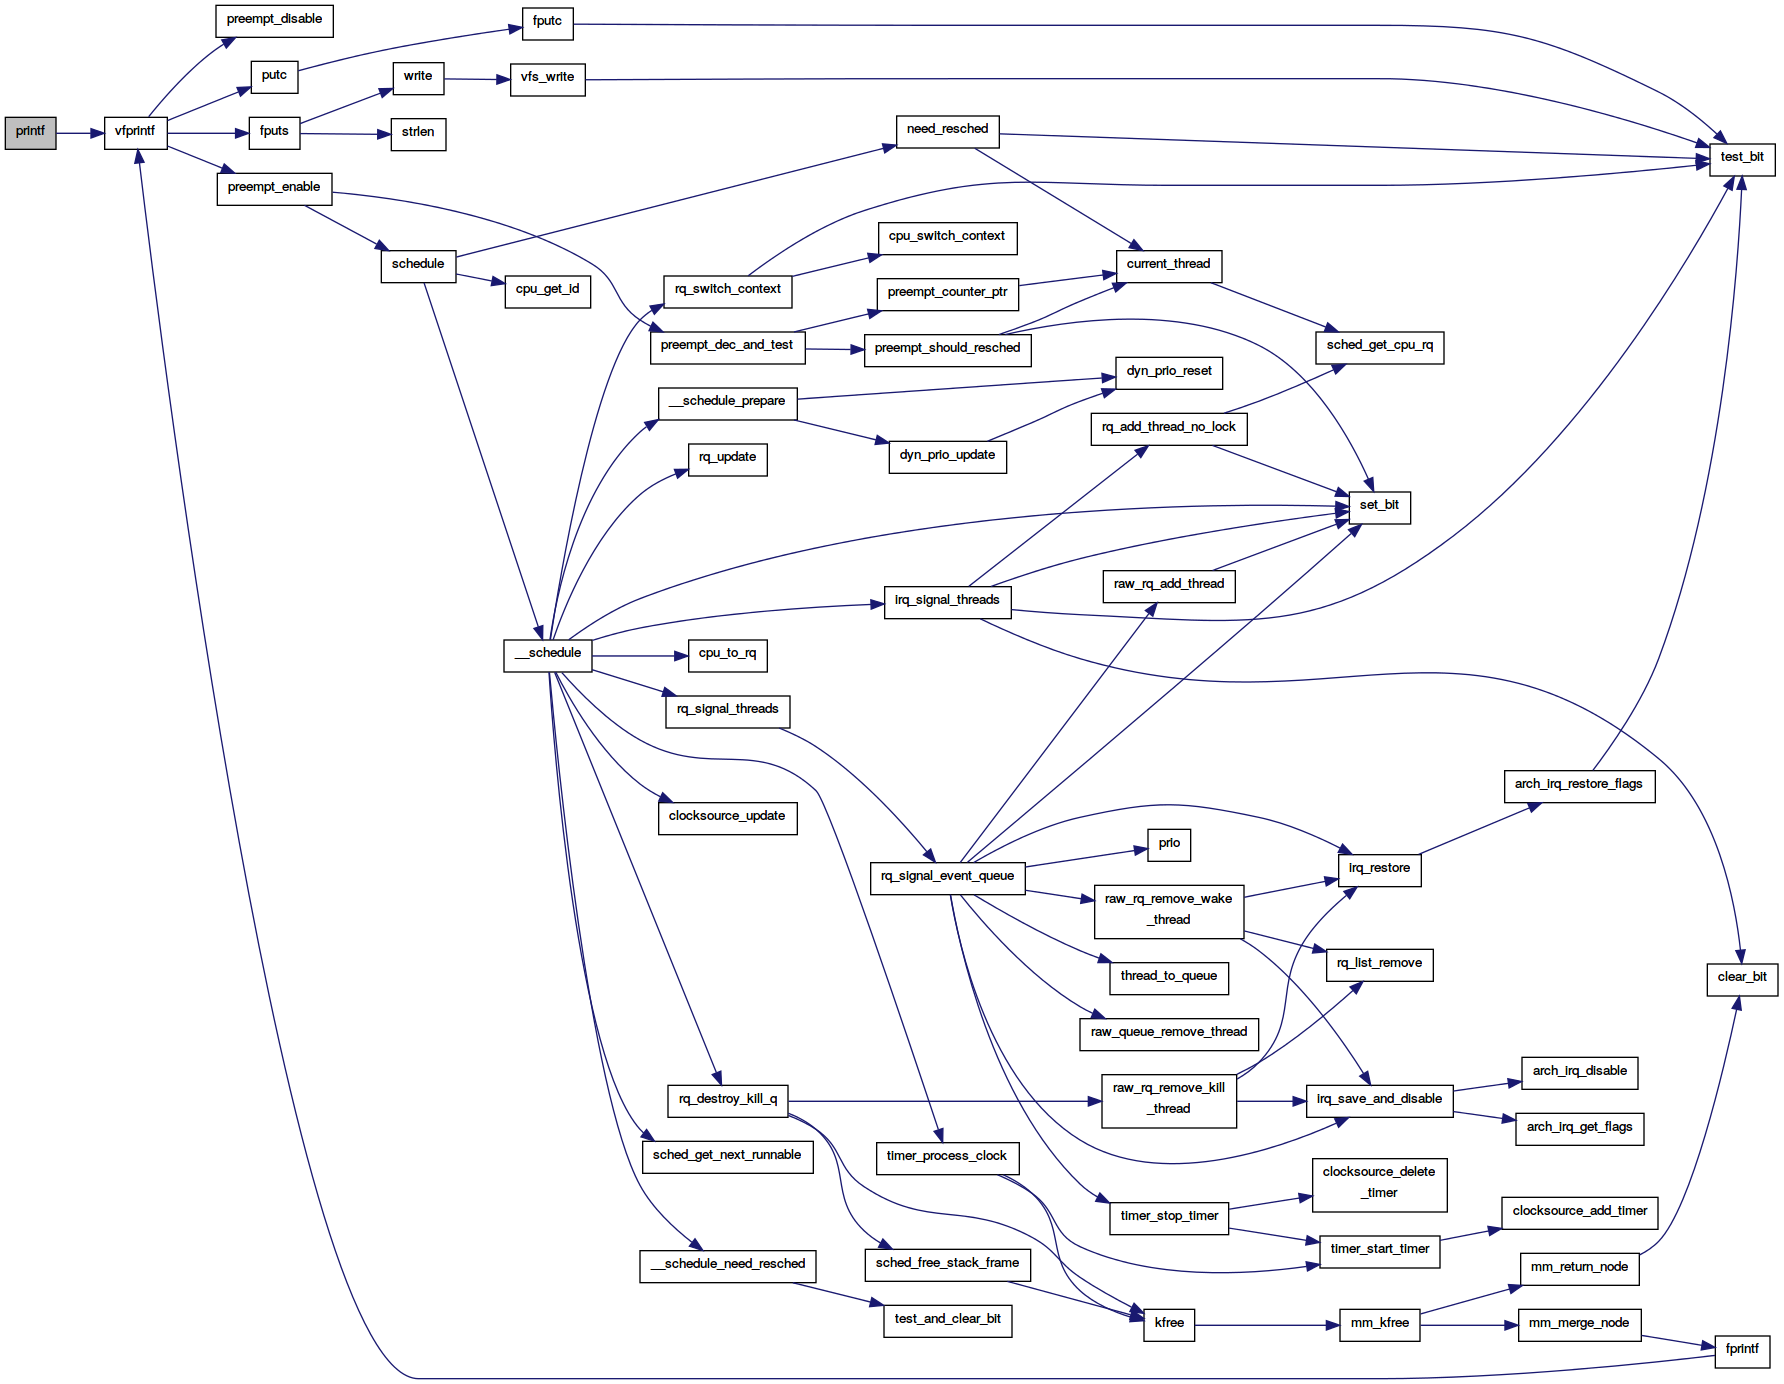 preempt_disable
fputc
putc
write
vfs_write
printf
vfprintf
fputs
strlen
need_resched
test_bit
preempt_enable
cpu_switch_context
schedule
current_thread
cpu_get_id
rq_switch_context
preempt_counter_ptr
preempt_dec_and_test
preempt_should_resched
sched_get_cpu_rq
dyn_prio_reset
__schedule_prepare
rq_add_thread_no_lock
rq_update
dyn_prio_update
set_bit
raw_rq_add_thread
irq_signal_threads
__schedule
cpu_to_rq
rq_signal_threads
arch_irq_restore_flags
clocksource_update
prio
rq_signal_event_queue
irq_restore
raw_rq_remove_wake
_thread
rq_list_remove
thread_to_queue
clear_bit
raw_queue_remove_thread
arch_irq_disable
rq_destroy_kill_q
raw_rq_remove_kill
_thread
irq_save_and_disable
arch_irq_get_flags
sched_get_next_runnable
timer_process_clock
clocksource_delete
_timer
timer_stop_timer
clocksource_add_timer
timer_start_timer
__schedule_need_resched
sched_free_stack_frame
mm_return_node
test_and_clear_bit
kfree
mm_kfree
mm_merge_node
fprintf